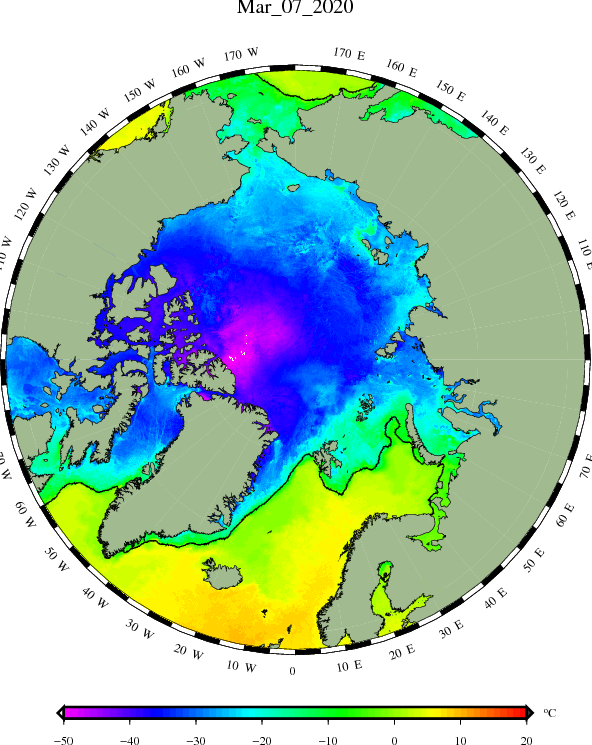 Mar_07_2020
170 W
170 E
160 W
160 E
150 W
150 E
140 W
140 E
130 W
130 E
120 W
120 E
110 E
W
70 W
70 E
60 W
60 E
50 W
50 E
40 W
40 E
30 W
30 E
20 W
20 E
10 W
10 E
0
°C
−50 −40 −30 −20 −10 0 10 20